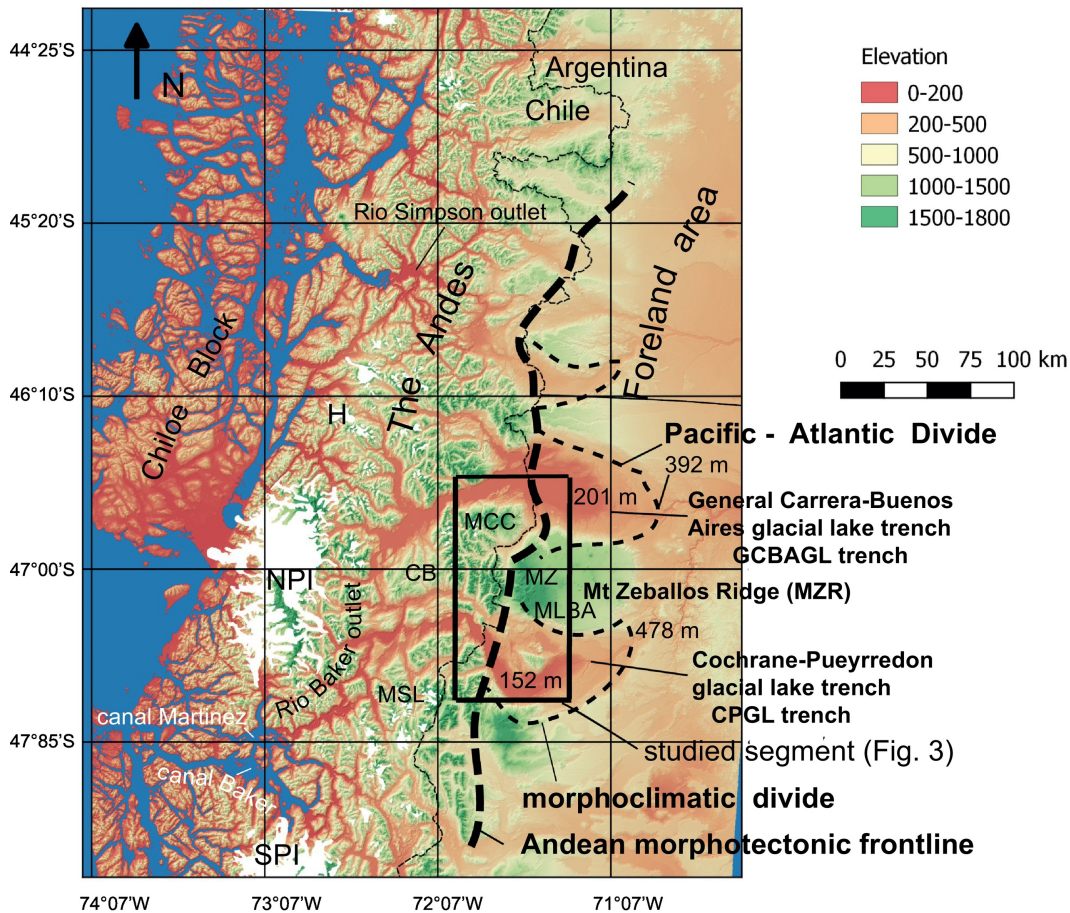 44°25'S
45°20'S
46°10'S
47°00'S
47°85'S
74°07'W
73°07'W
72°07'W
71°07'W
N
Argentina
Chile
Rio Simpson outlet
The Andes
Foreland area
Chiloe Block
H
Pacific - Atlantic Divide
392 m
201 m
General Carrera-Buenos
Aires glacial lake trench
GCBAGL trench
MCC
NPI
CB
MZ
MLBA
Mt Zeballos Ridge (MZR)
478 m
Cochrane-Pueyrredon
glacial lake trench
CPGL trench
Rio Baker outlet
MSL
152 m
canal Martinez
canal Baker
SPI
studied segment (Fig. 3)
morphoclimatic divide
Andean morphotectonic frontline
Elevation
0-200
200-500
500-1000
1000-1500
1500-1800
0 25 50 75 100 km